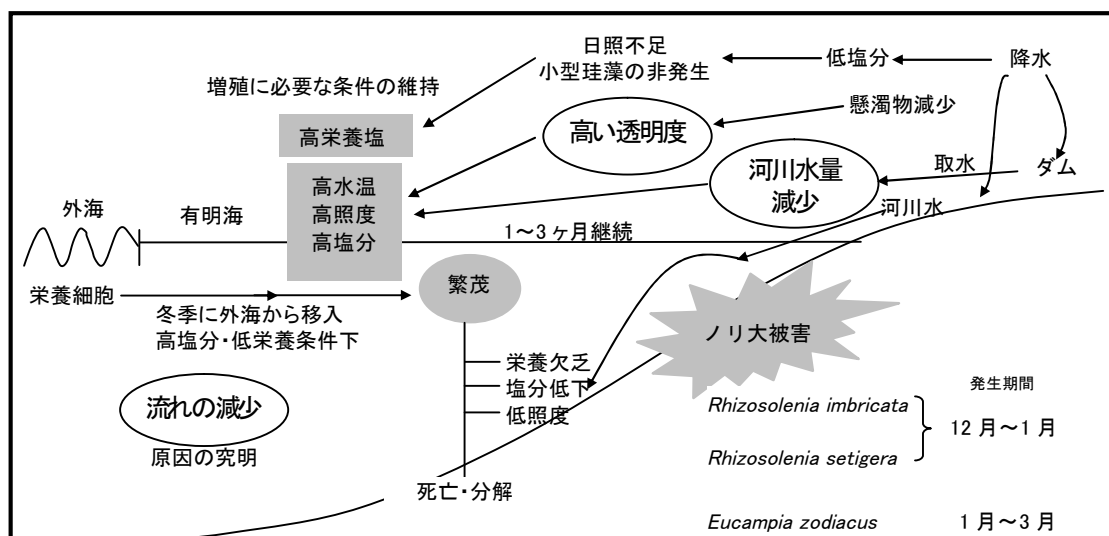 日照不足
小型珪藻の非発生
低塩分
降水
増殖に必要な条件の維持
懸濁物減少
高栄養塩
高い透明度
河川水量
減少
取水
ダム
高水温
高照度
高塩分
外海
有明海
河川水
1～3ヶ月継続
栄養細胞
繁茂
冬季に外海から移入
高塩分・低栄養条件下
ノリ大被害
栄養欠乏
塩分低下
低照度
流れの減少
原因の究明
発生期間
Rhizosolenia imbricata
12月～1月
Rhizosolenia setigera
死亡・分解
Eucampia zodiacus
1月～3月